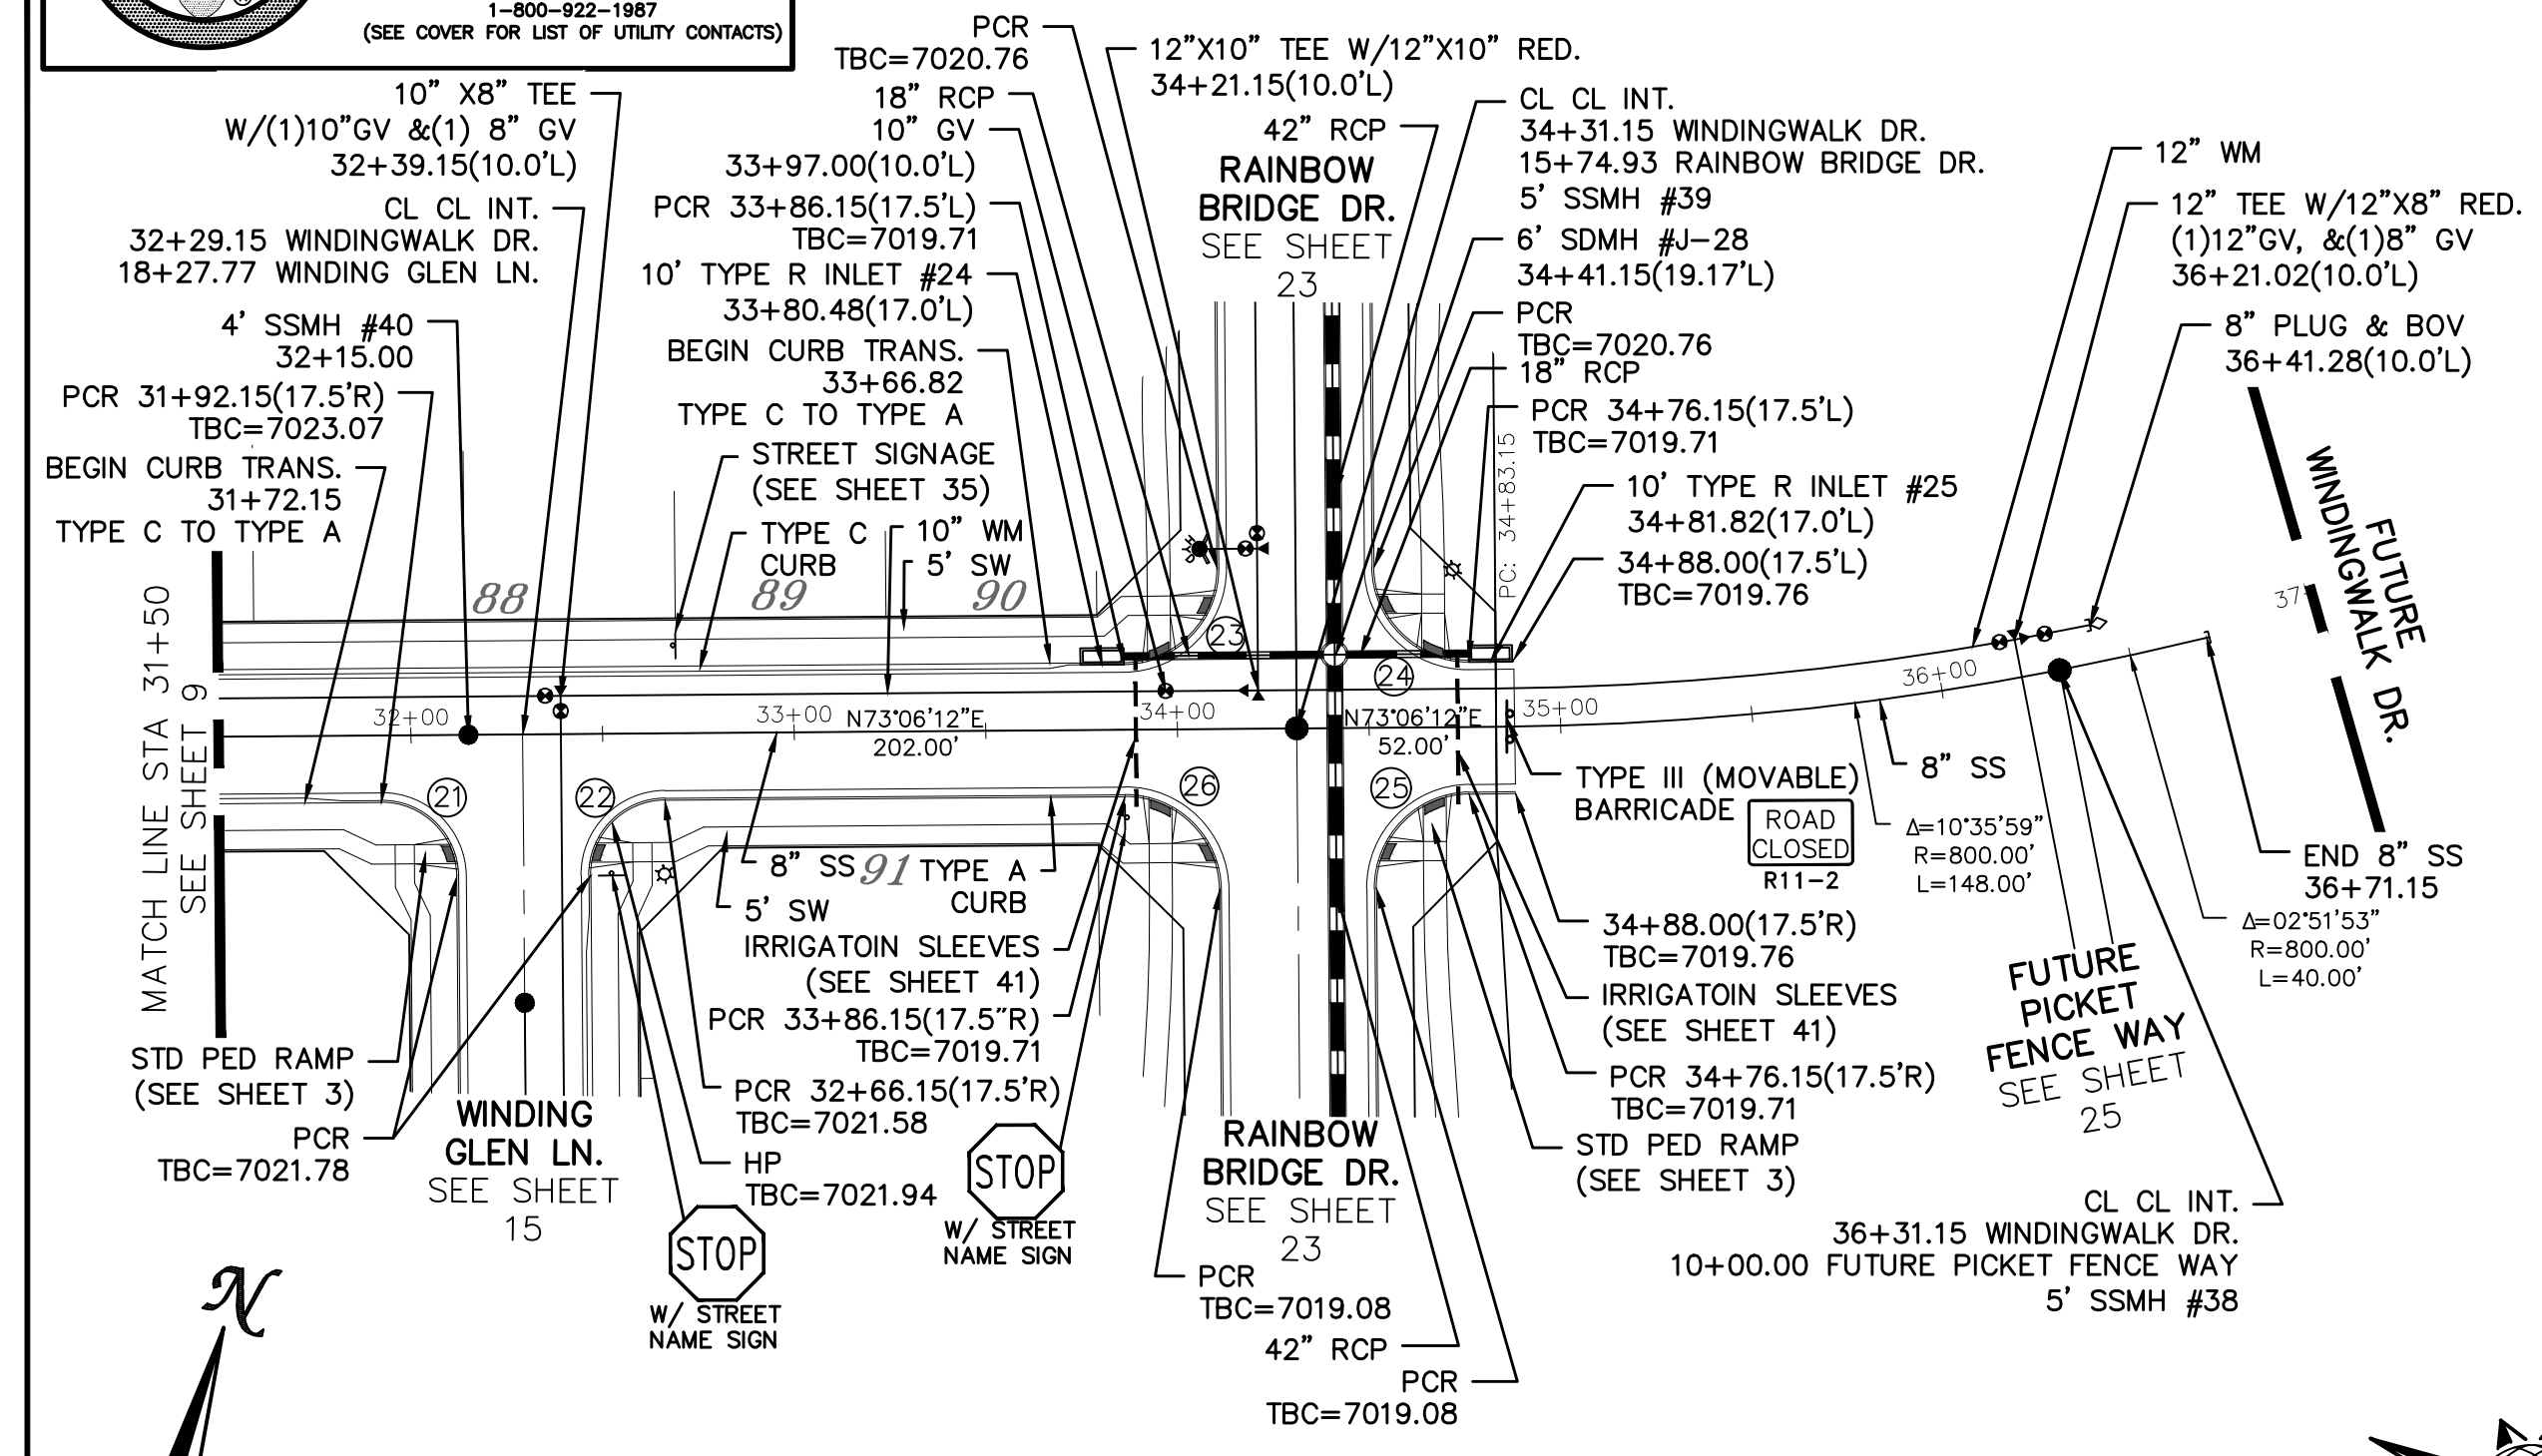 1-800-922-1987
(SEE COVER FOR LIST OF UTILITY CONTACTS)
10" X8" TEE
W/(1)10"GV &(1) 8" GV
32+39.15(10.0'L)
CL CL INT.
32+29.15 WINDINGWALK DR.
18+27.77 WINDING GLEN LN.
4' SSMH #40
32+15.00
PCR 31+92.15(17.5'R)
TBC=7023.07
BEGIN CURB TRANS.
31+72.15
TYPE C TO TYPE A
PCR
TBC=7020.76
18" RCP
10" GV
33+97.00(10.0'L)
PCR 33+86.15(17.5'L)
TBC=7019.71
10' TYPE R INLET #24
33+80.48(17.0'L)
BEGIN CURB TRANS.
33+66.82
TYPE C TO TYPE A
STREET SIGNAGE
(SEE SHEET 35)
TYPE C
CURB
10" WM
5' SW
12"X10" TEE W/12"X10" RED.
34+21.15(10.0'L)
42" RCP
RAINBOW
BRIDGE DR.
SEE SHEET
23
CL CL INT.
34+31.15 WINDINGWALK DR.
15+74.93 RAINBOW BRIDGE DR.
5' SSMH #39
6' SDMH #J-28
34+41.15(19.17'L)
PCR
TBC=7020.76
18" RCP
PCR 34+76.15(17.5'L)
TBC=7019.71
PC: 34+83.15
10' TYPE R INLET #25
34+81.82(17.0'L)
34+88.00(17.5'L)
TBC=7019.76
12" WM
12" TEE W/12"X8" RED.
(1)12"GV, &(1)8" GV
36+21.02(10.0'L)
8" PLUG & BOV
36+41.28(10.0'L)
FUTURE
WINDINGWALK DR.
37
MATCH LINE STA 31+50
SEE SHEET 9
88
89
90
91
23
24
32+00
33+00
N73°06'12"E
202.00'
34+00
N73°06'12"E
52.00'
35+00
36+00
21
22
26
25
8" SS
5' SW
TYPE A
CURB
IRRIGATOIN SLEEVES
(SEE SHEET 41)
PCR 33+86.15(17.5"R)
TBC=7019.71
PCR 32+66.15(17.5'R)
TBC=7021.58
HP
TBC=7021.94
STD PED RAMP
(SEE SHEET 3)
PCR
TBC=7021.78
WINDING
GLEN LN.
SEE SHEET
15
STOP
W/ STREET
NAME SIGN
STOP
W/ STREET
NAME SIGN
RAINBOW
BRIDGE DR.
SEE SHEET
23
PCR
TBC=7019.08
42" RCP
PCR
TBC=7019.08
TYPE III (MOVABLE)
BARRICADE
ROAD
CLOSED
R11-2
8" SS
Δ=10°35'59"
R=800.00'
L=148.00'
34+88.00(17.5'R)
TBC=7019.76
IRRIGATOIN SLEEVES
(SEE SHEET 41)
PCR 34+76.15(17.5'R)
TBC=7019.71
STD PED RAMP
(SEE SHEET 3)
END 8" SS
36+71.15
Δ=02°51'53"
R=800.00'
L=40.00'
FUTURE
PICKET
FENCE WAY
SEE SHEET
25
CL CL INT.
36+31.15 WINDINGWALK DR.
10+00.00 FUTURE PICKET FENCE WAY
5' SSMH #38
N